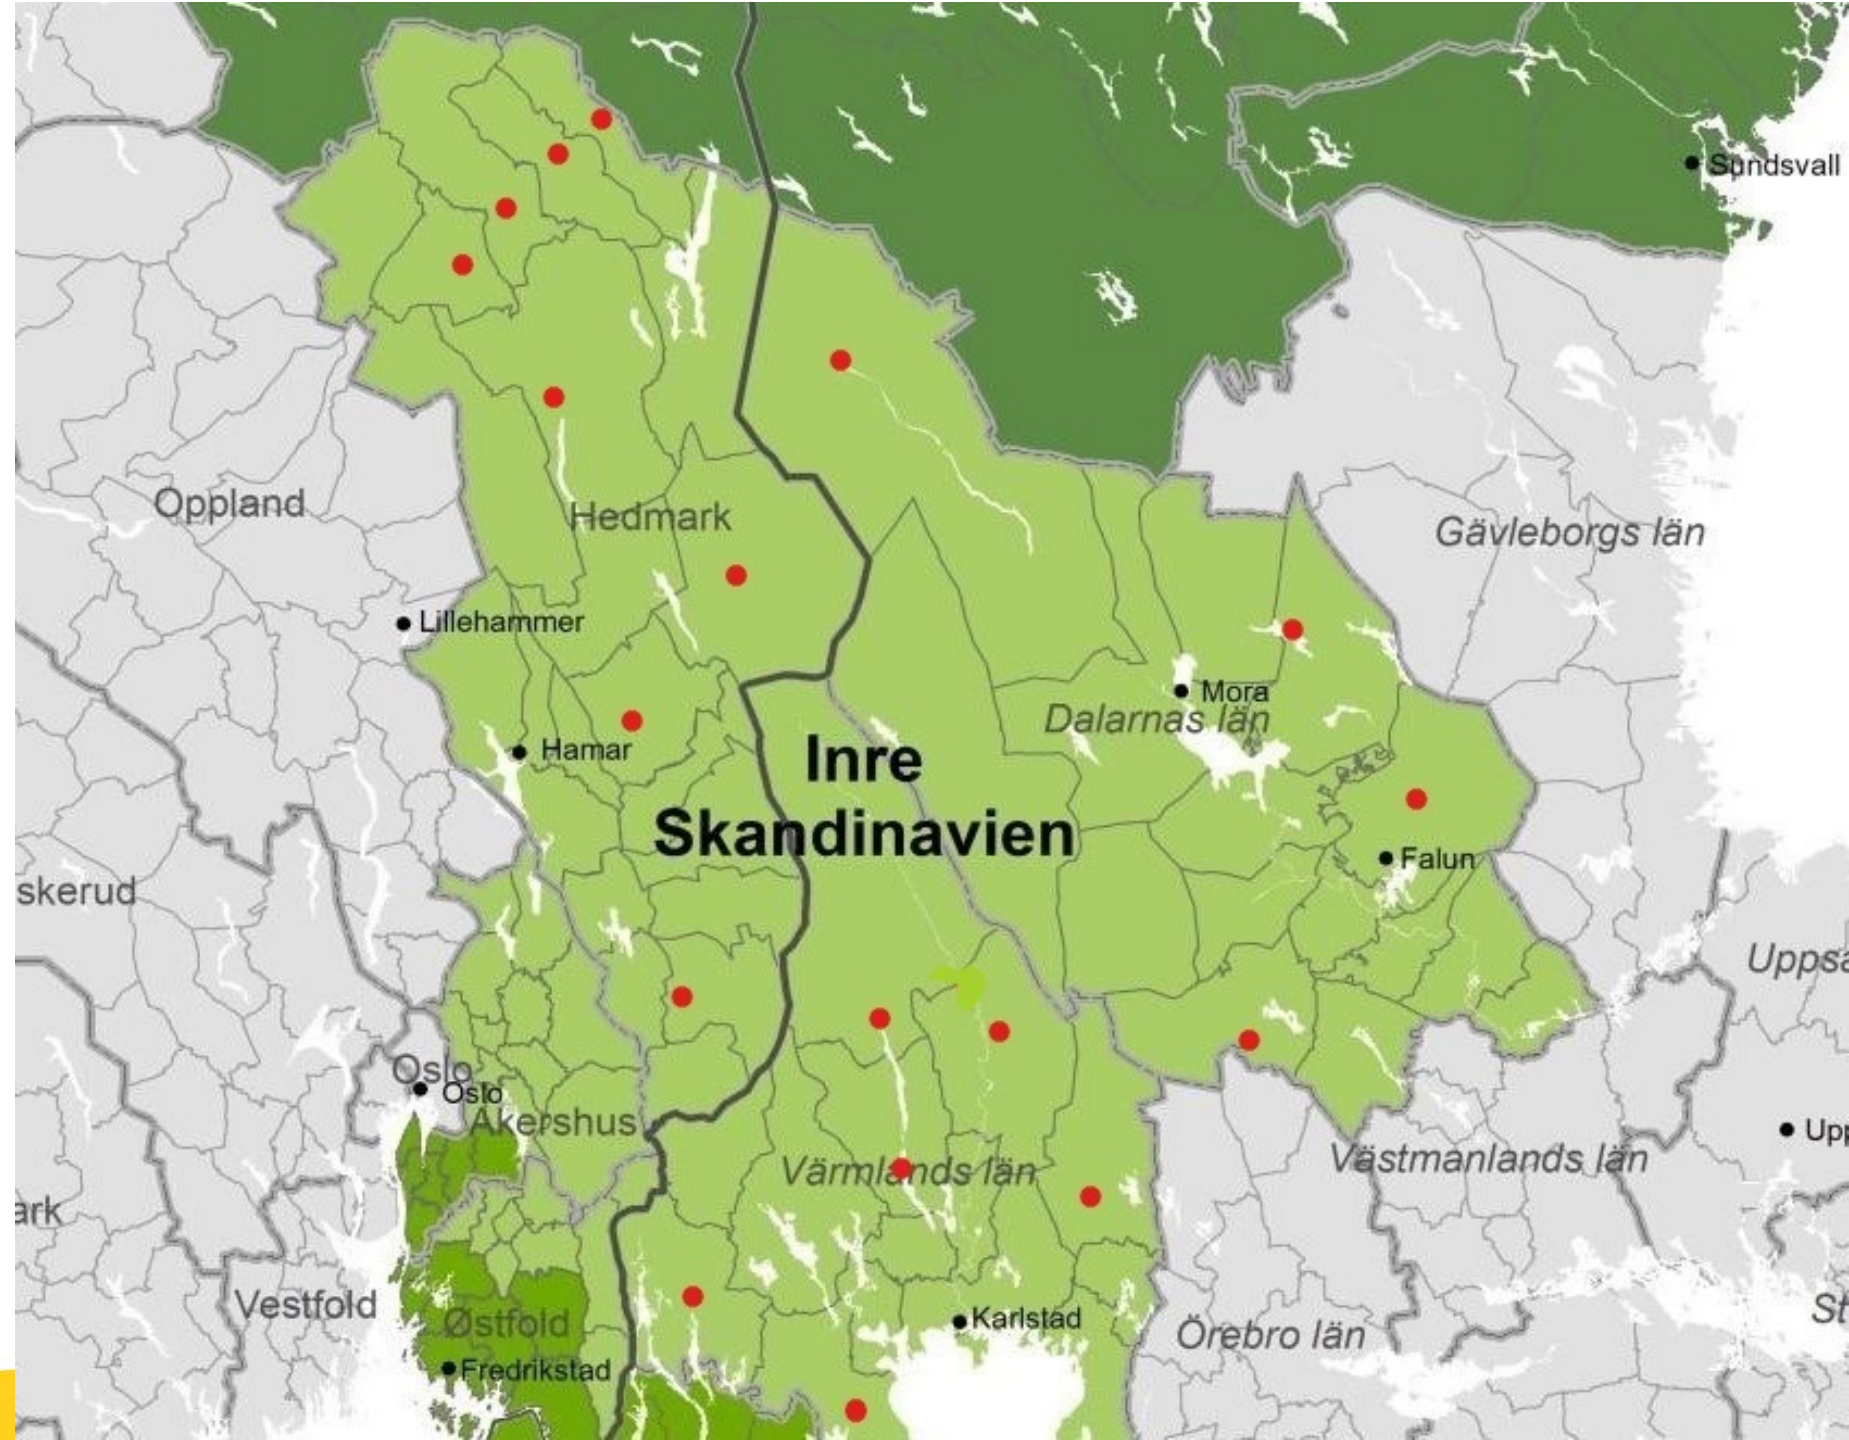 Sundsvall
Oppland
Hedmark
Gävleborgs län
Lillehammer
Mora
Dalarnas län
Hamar
Inre
Skandinavien
Falun
skerud
Uppsa
Oslo
Oslo
Akershus
Upp
Värmlands län
Västmanlands län
ark
Vestfold
Østfold
Karlstad
Örebro län
St
Fredrikstad